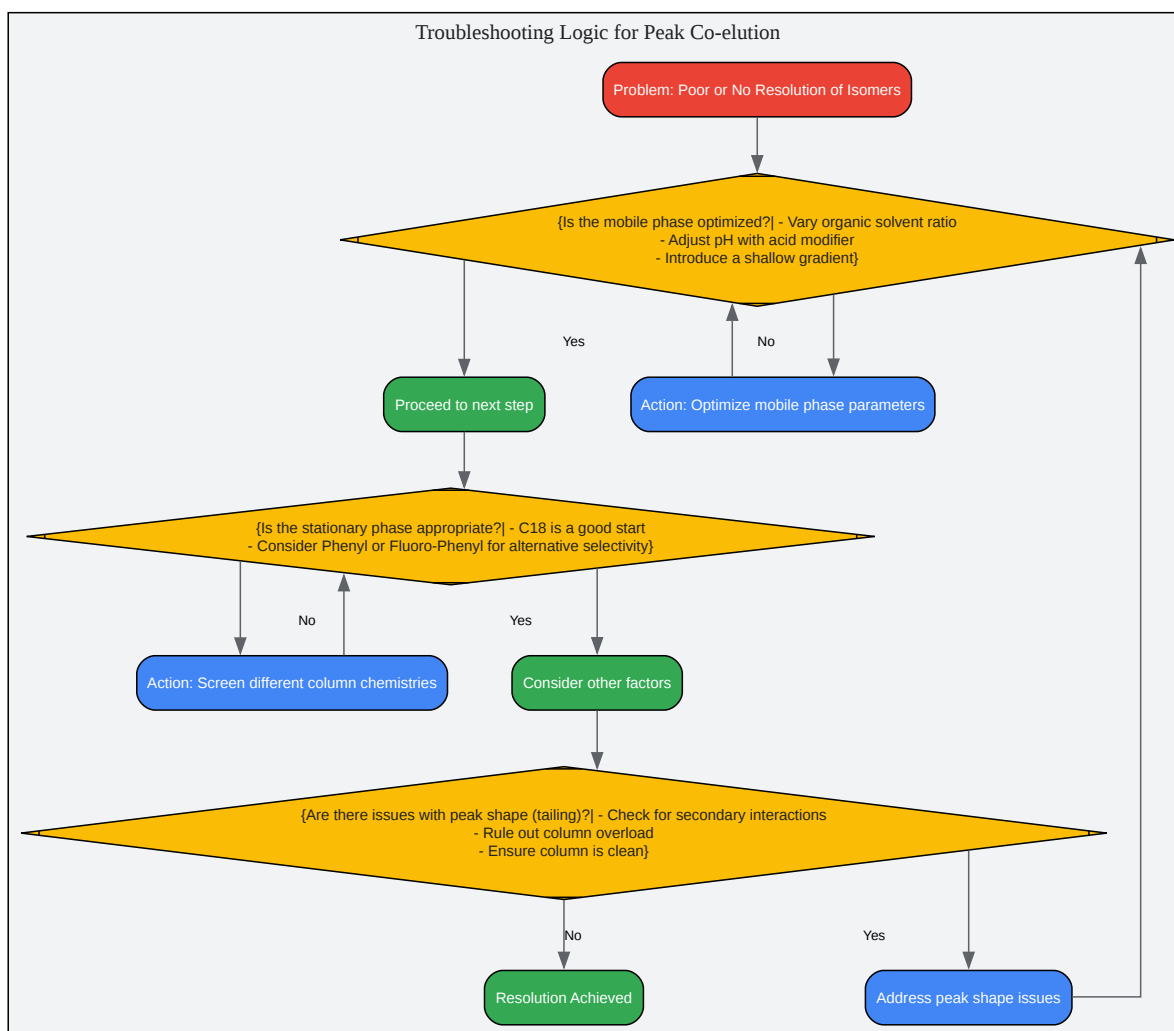 Troubleshooting Logic for Peak Co-elution
Problem: Poor or No Resolution of Isomers
{Is the mobile phase optimized?| - Vary organic solvent ratio
- Adjust pH with acid modifier
- Introduce a shallow gradient}
Yes
No
Proceed to next step
Action: Optimize mobile phase parameters
{Is the stationary phase appropriate?| - C18 is a good start
- Consider Phenyl or Fluoro-Phenyl for alternative selectivity}
No
Yes
Action: Screen different column chemistries
Consider other factors
{Are there issues with peak shape (tailing)?| - Check for secondary interactions
- Rule out column overload
- Ensure column is clean}
No
Yes
Resolution Achieved
Address peak shape issues